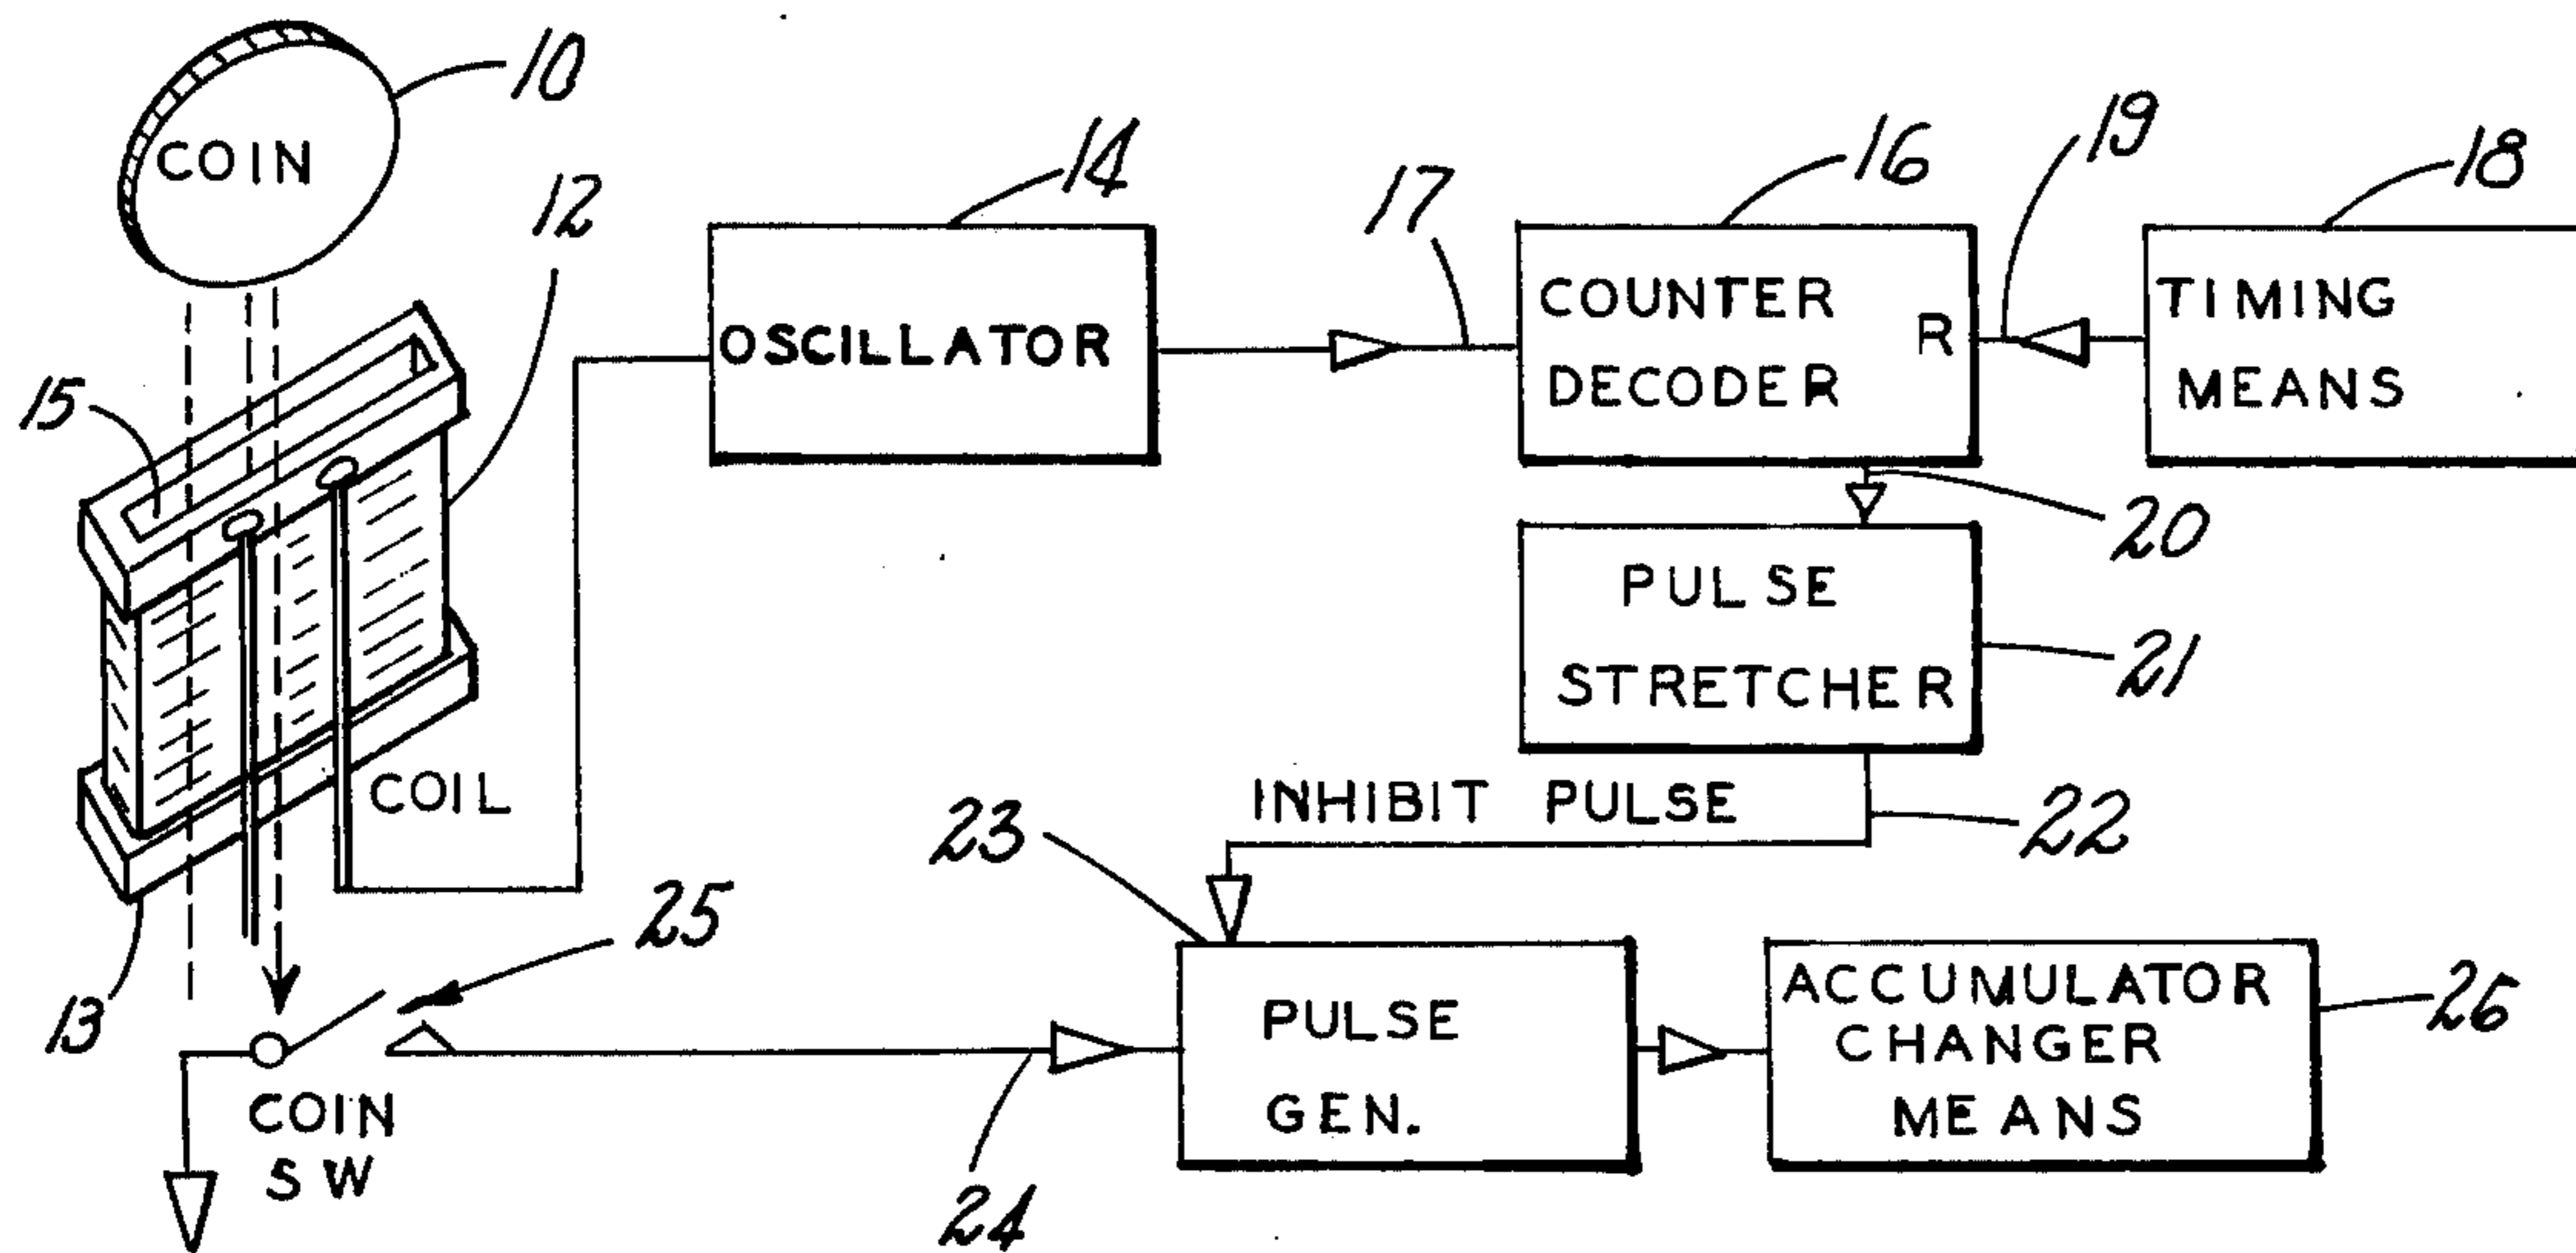 10
COIN
12
15
COIL
13
25
COIN
SW
14
OSCILLATOR
17
16
COUNTER
DECODER
R
19
18
TIMING
MEANS
20
PULSE
STRETCHER
21
INHIBIT PULSE
22
23
PULSE
GEN.
24
ACCUMULATOR
CHANGER
MEANS
26